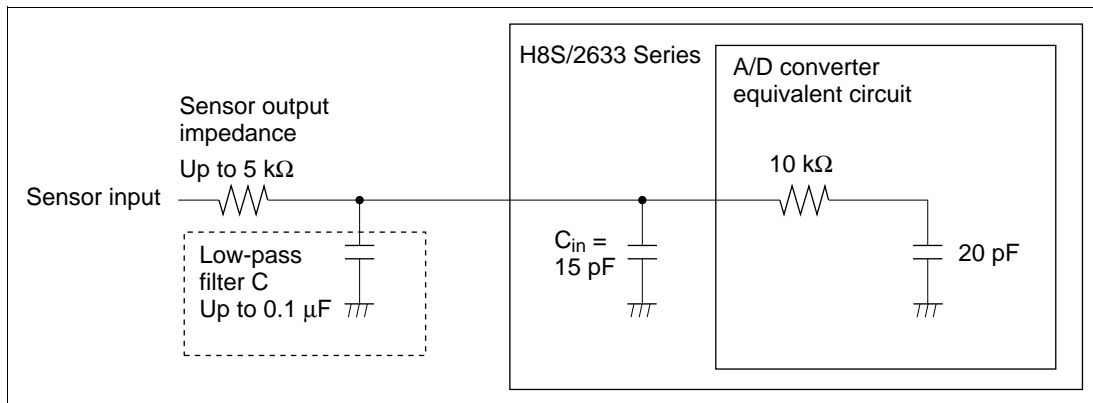 H8S/2633 Series
A/D converter
equivalent circuit
Sensor output
impedance
Up to 5 kΩ
10 kΩ
Sensor input
Low-pass
filter C
Up to 0.1 μF
Cin =
15 pF
20 pF